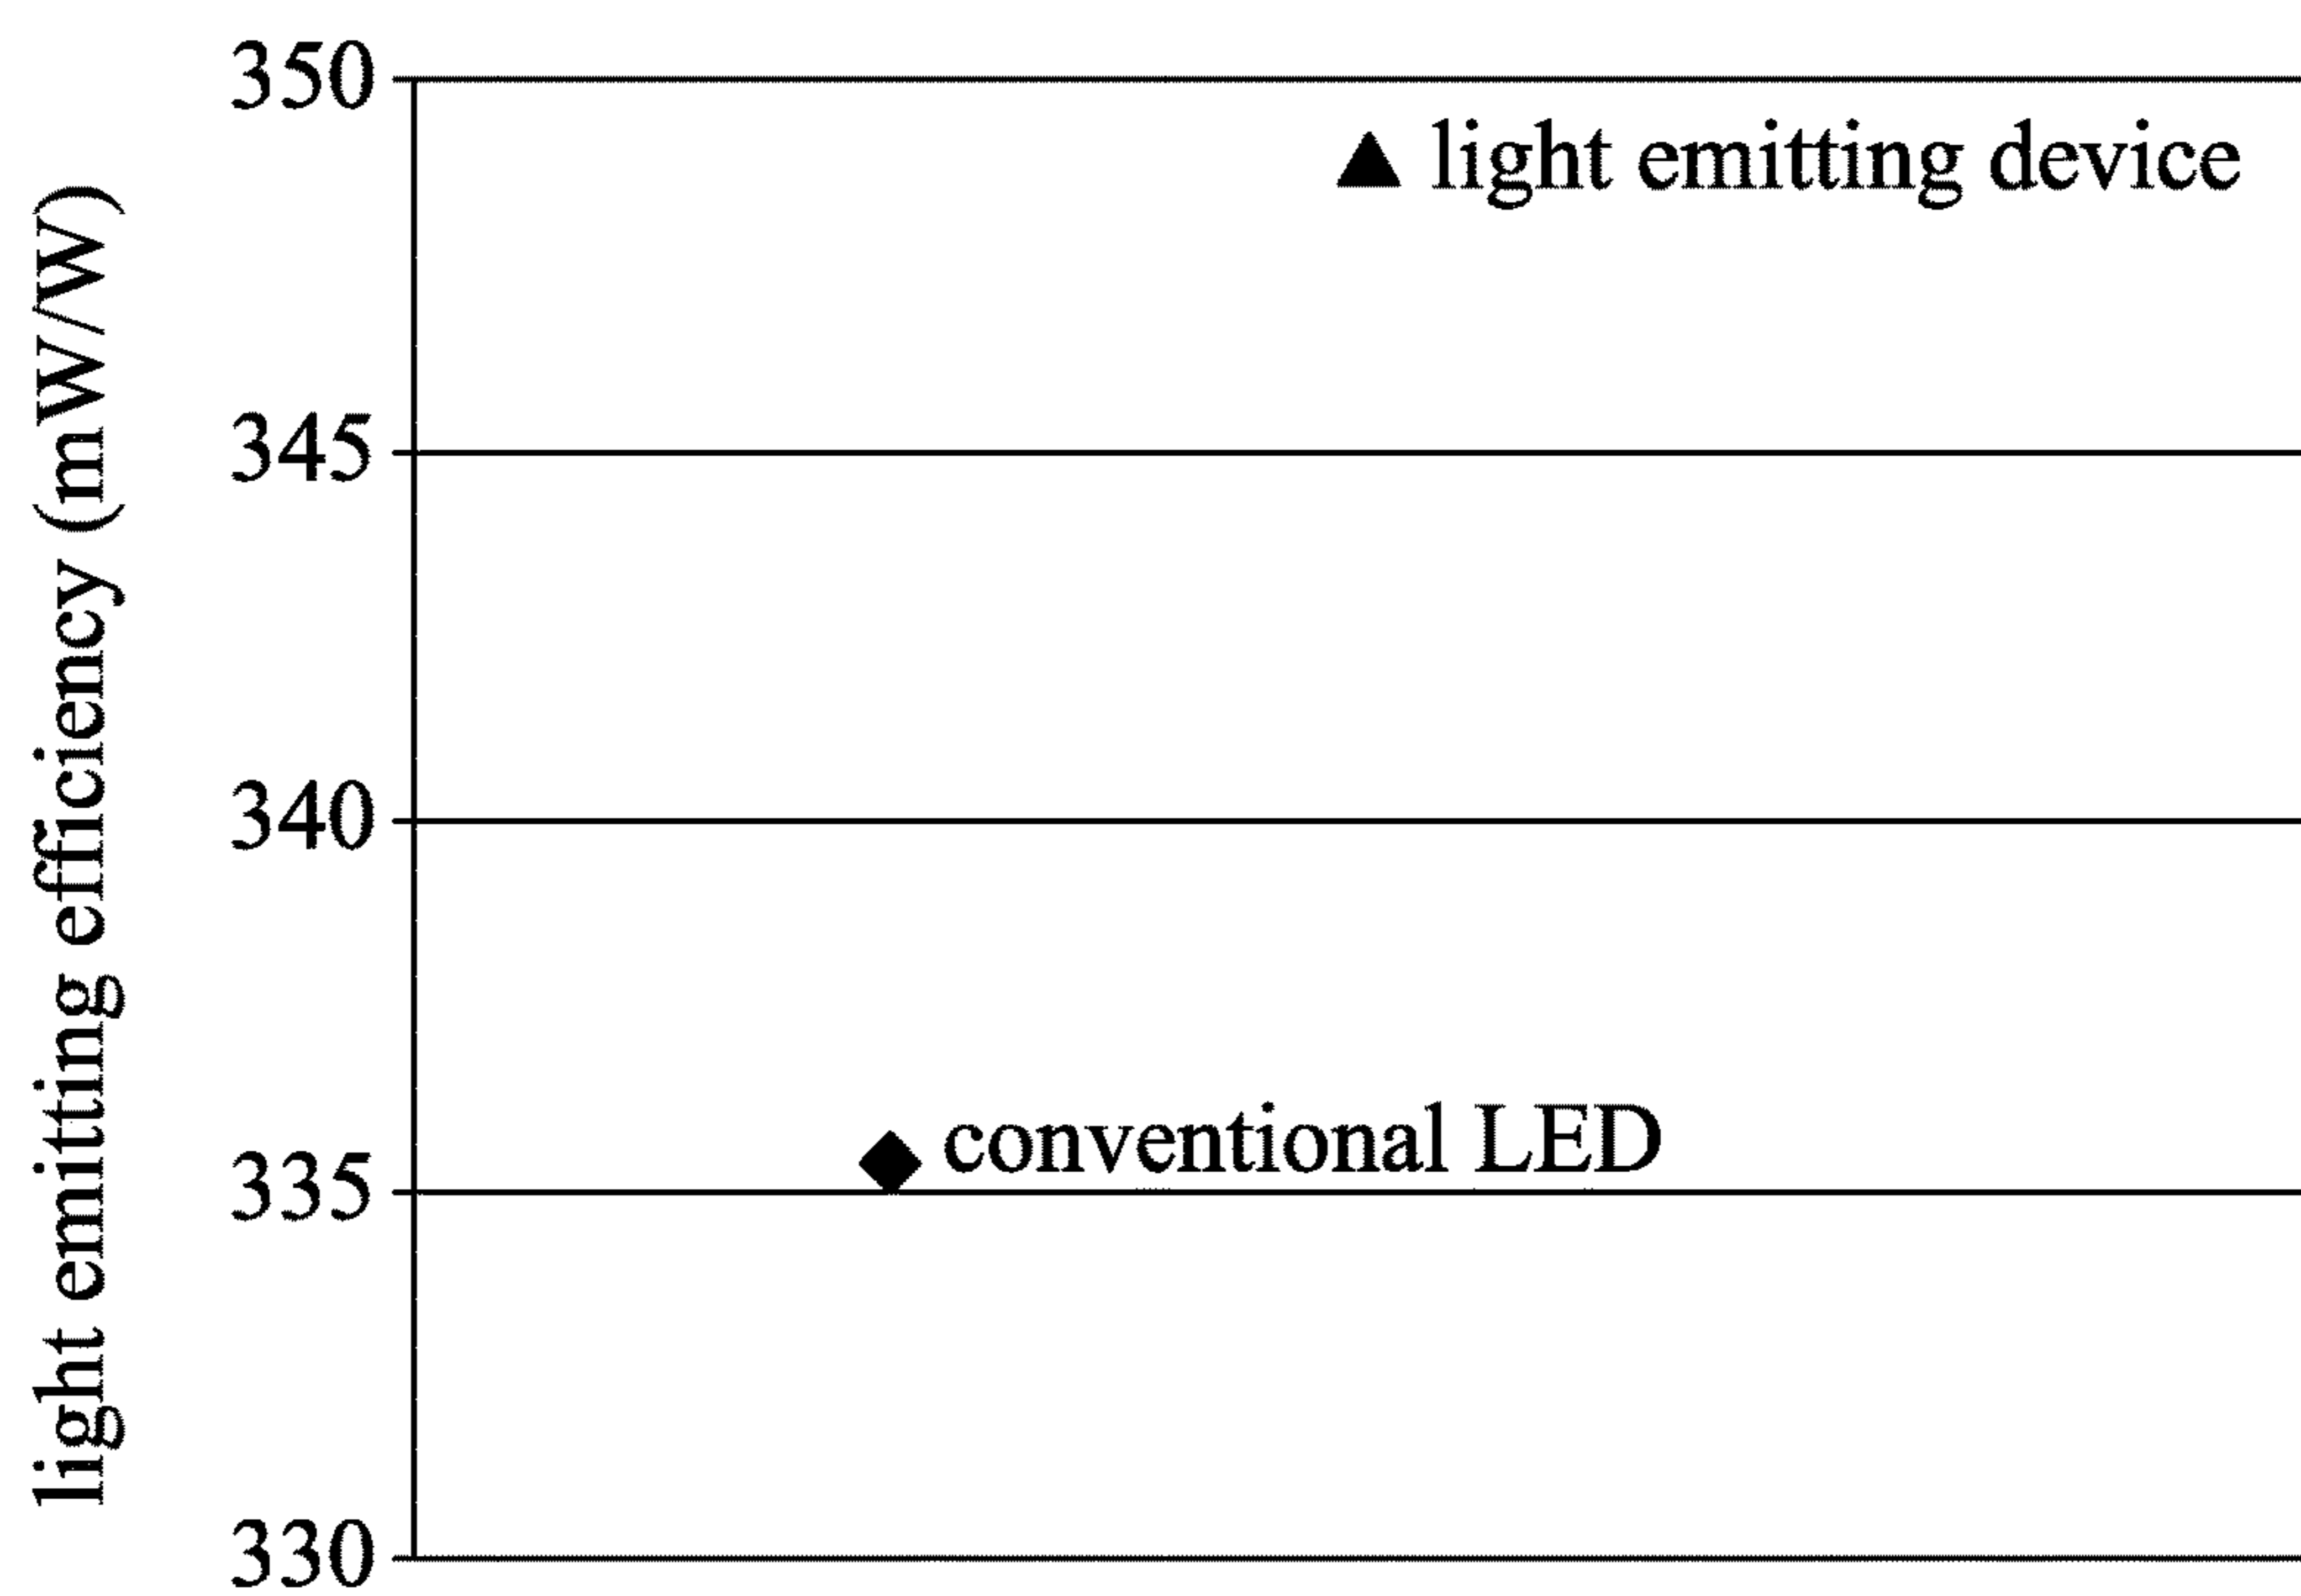 light emitting efficiency (mW/W)
350
light emitting device
345
340
conventional LED
335
330